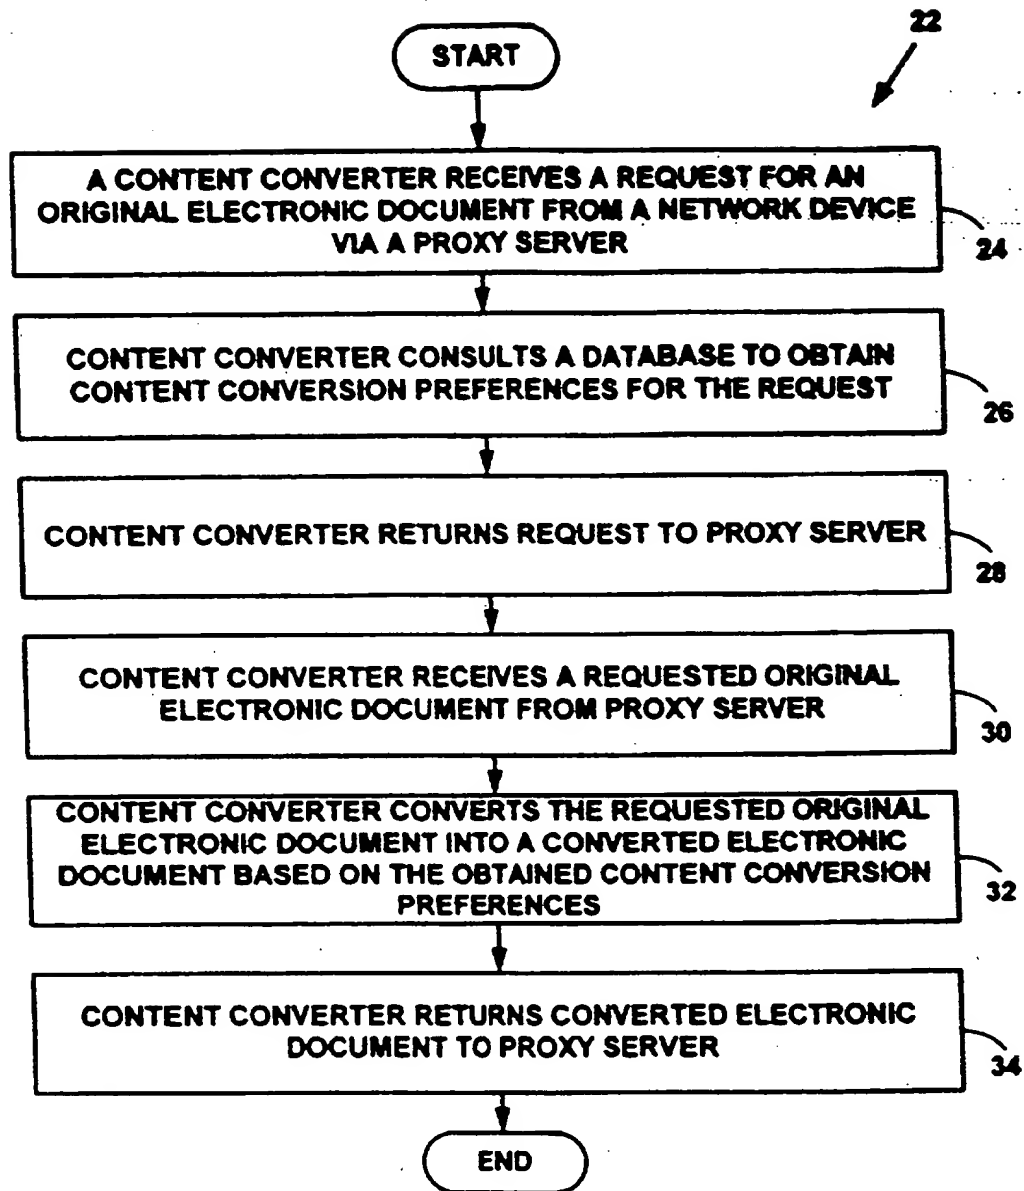 22
START
A CONTENT CONVERTER RECEIVES A REQUEST FOR AN
ORIGINAL ELECTRONIC DOCUMENT FROM A NETWORK DEVICE
VIA A PROXY SERVER
24
CONTENT CONVERTER CONSULTS A DATABASE TO OBTAIN
CONTENT CONVERSION PREFERENCES FOR THE REQUEST
26
CONTENT CONVERTER RETURNS REQUEST TO PROXY SERVER
28
CONTENT CONVERTER RECEIVES A REQUESTED ORIGINAL
ELECTRONIC DOCUMENT FROM PROXY SERVER
30
CONTENT CONVERTER CONVERTS THE REQUESTED ORIGINAL
ELECTRONIC DOCUMENT INTO A CONVERTED ELECTRONIC
DOCUMENT BASED ON THE OBTAINED CONTENT CONVERSION
PREFERENCES
32
CONTENT CONVERTER RETURNS CONVERTED ELECTRONIC
DOCUMENT TO PROXY SERVER
34
END